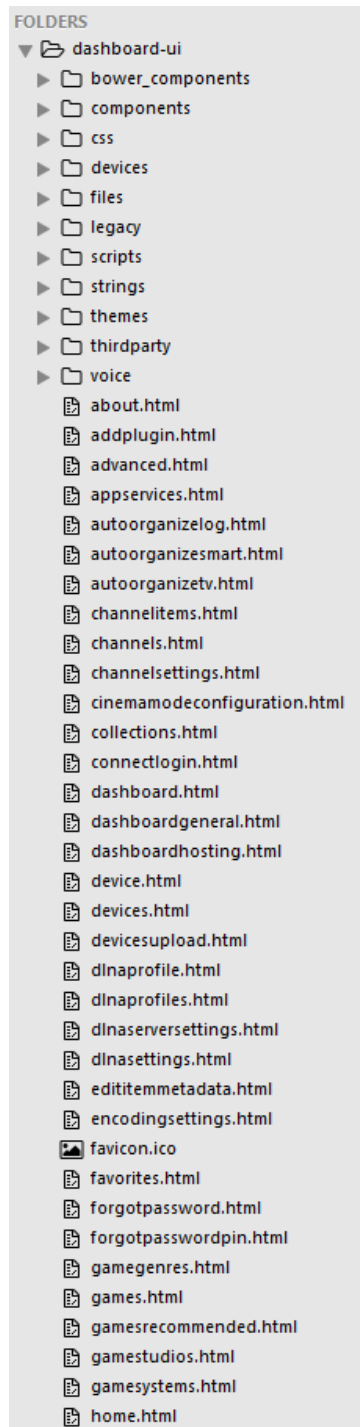 FOLDERS
dashboard-ui
bower_components
components
css
devices
files
legacy
scripts
strings
themes
thirdparty
voice
about.html
addplugin.html
advanced.html
appservices.html
autoorganizelog.html
autoorganizesmart.html
autoorganizetv.html
channelitems.html
channels.html
channelsettings.html
cinemamodeconfiguration.html
collections.html
connectlogin.html
dashboard.html
dashboardgeneral.html
dashboardhosting.html
device.html
devices.html
devicesupload.html
dlnaprofile.html
dlnaprofiles.html
dlnaserversettings.html
dlnasettings.html
edititemmetadata.html
encodingsettings.html
favicon.ico
favorites.html
forgotpassword.html
forgotpasswordpin.html
gamegenres.html
games.html
gamesrecommended.html
gamestudios.html
gamesystems.html
home.html